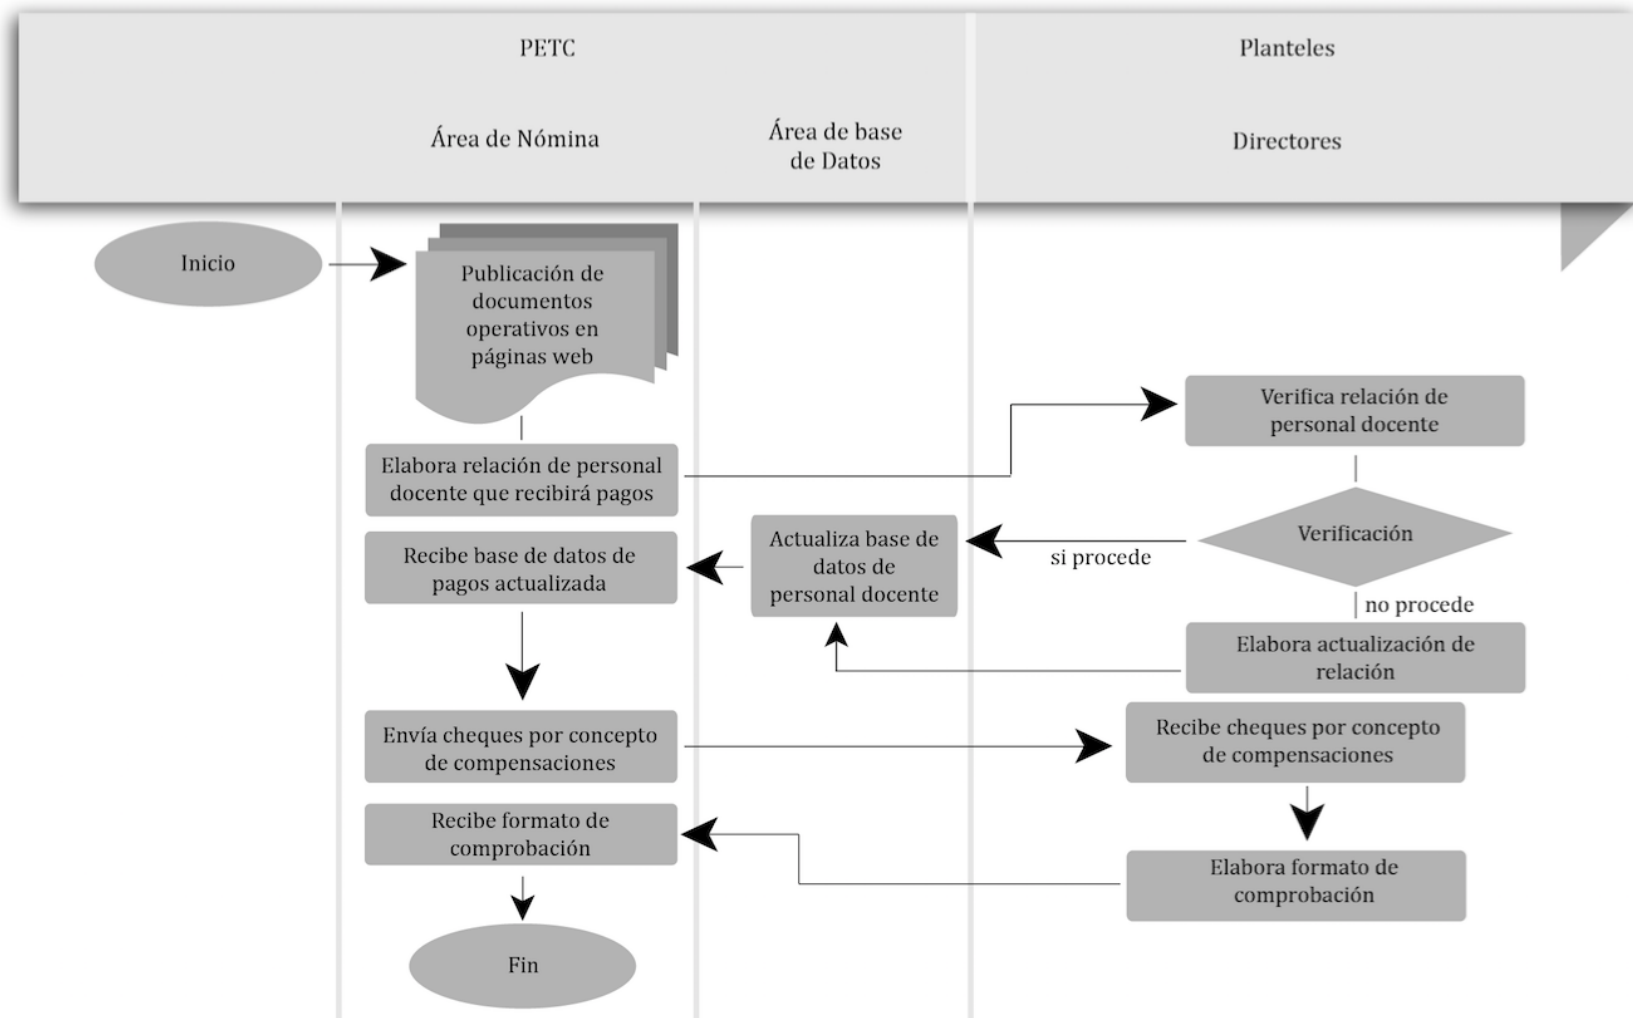 PETC
Planteles
Área de Nómina
Área de base
de Datos
Directores
Inicio
Publicación de
documentos
operativos en
páginas web
Verifica relación de
personal docente
Elabora relación de personal
docente que recibirá pagos
Verificación
si procede
Actualiza base de
datos de
personal docente
Recibe base de datos de
pagos actualizada
no procede
Elabora actualización de
relación
Envía cheques por concepto
de compensaciones
Recibe cheques por concepto
de compensaciones
Recibe formato de
comprobación
Elabora formato de
comprobación
Fin